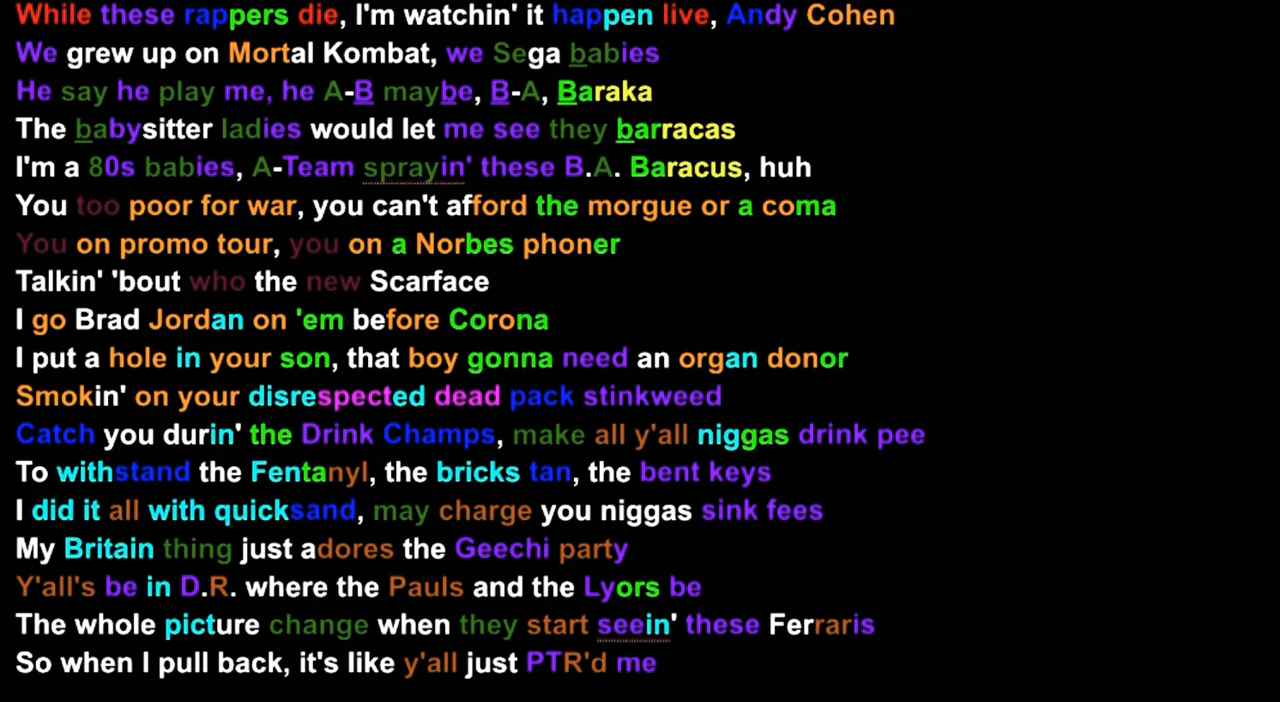 While these rappers die, I'm watchin' it happen live, Andy Cohen
We grew up on Mortal Kombat, we Sega babies
He say he play me, he A-B maybe, B-A, Baraka
The babysitter ladies would let me see they barracas
I'm a 80s babies, A-Team sprayin' these B.A. Baracus, huh
You too poor for war, you can't afford the morgue or a coma
You on promo tour, you on a Norbes phoner
Talkin' 'bout who the new Scarface
I go Brad Jordan on 'em before Corona
I put a hole in your son, that boy gonna need an organ donor
Smokin' on your disrespected dead pack stinkweed
Catch you durin' the Drink Champs, make all y'all niggas drink pee
To withstand the Fentanyl, the bricks tan, the bent keys
I did it all with quicksand, may charge you niggas sink fees
My Britain thing just adores the Geechi party
Y'all's be in D.R. where the Pauls and the Lyors be
The whole picture change when they start seein' these Ferraris
So when I pull back, it's like y'all just PTR'd me